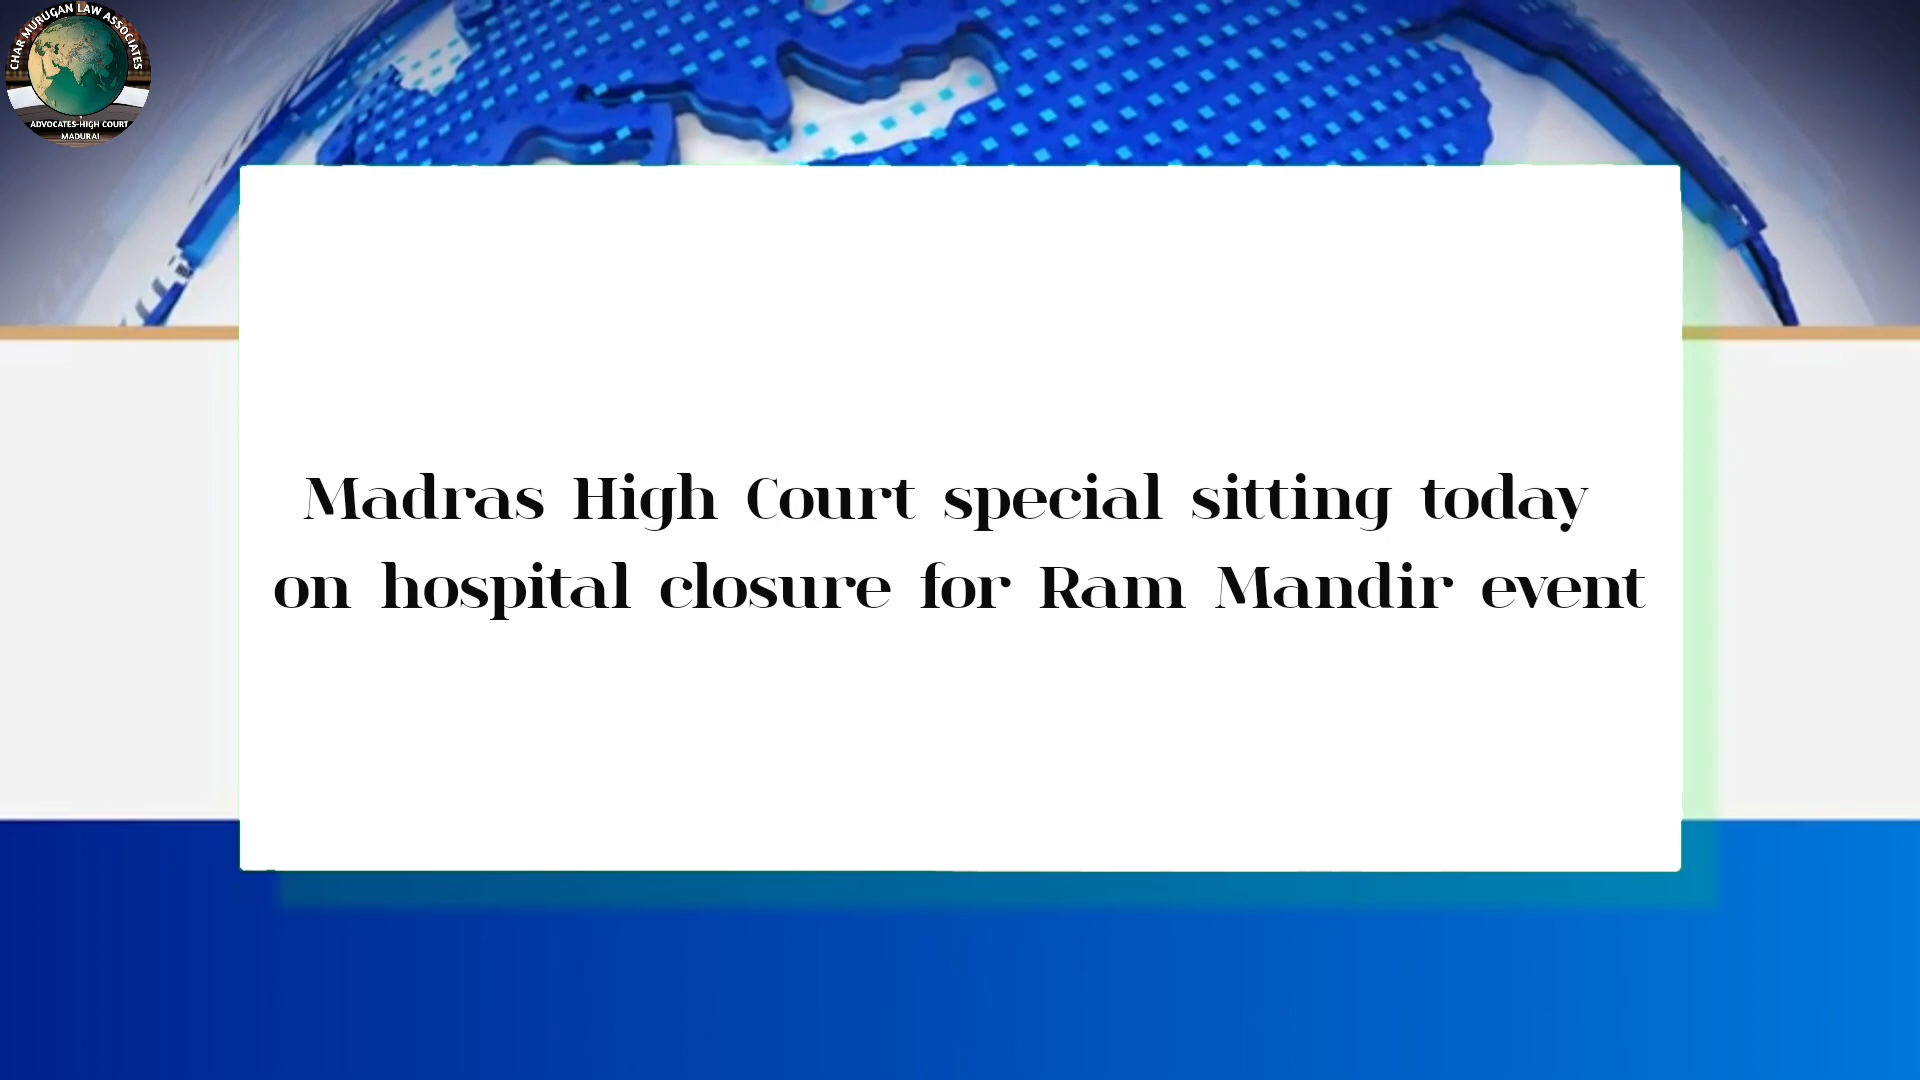 CHAR MURUGAN LAW ASSOCIATES
ADVOCATES-HIGH COURT
MADURAI
Madras High Court special sitting today
on hospital closure for Ram Mandir event